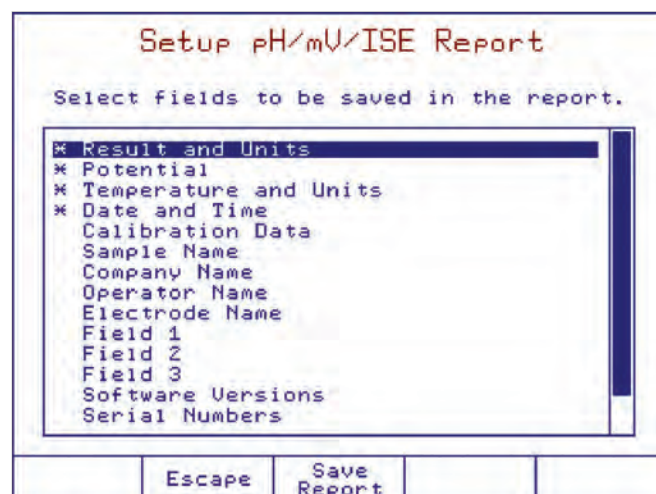 Setup pH/mV/ISE Report
Select fields to be saved in the report.
* Result and Units
* Potential
* Temperature and Units
* Date and Time
Calibration Data
Sample Name
Company Name
Operator Name
Electrode Name
Field 1
Field 2
Field 3
Software Versions
Serial Numbers
Escape
Save
Report